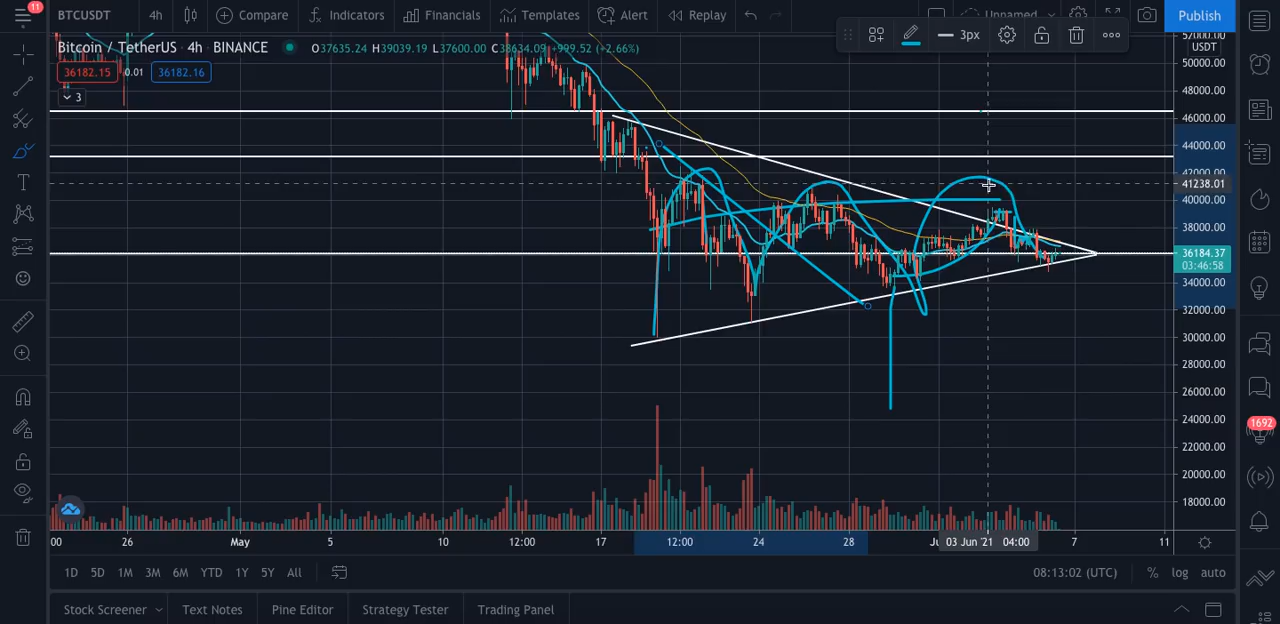 11
BTCUSDT 4h Compare Indicators Financials Templates Alert Replay Unnamed Publish
3px
Bitcoin / TetherUS · 4h · BINANCE O37635.24 H39039.19 L37600.00 C38634.09 +999.52 (+2.66%)
USDT
36182.15 0.01 36182.16
3
50000.00
48000.00
46000.00
44000.00
42000.00
41238.01
40000.00
38000.00
36184.37
03:46:58
34000.00
32000.00
30000.00
28000.00
26000.00
24000.00
1692
22000.00
20000.00
18000.00
:00 26 May 5 10 12:00 17 12:00 24 28 03 Jun '21 04:00 7 11
1D 5D 1M 3M 6M YTD 1Y 5Y All 08:13:02 (UTC) % log auto
Stock Screener Text Notes Pine Editor Strategy Tester Trading Panel